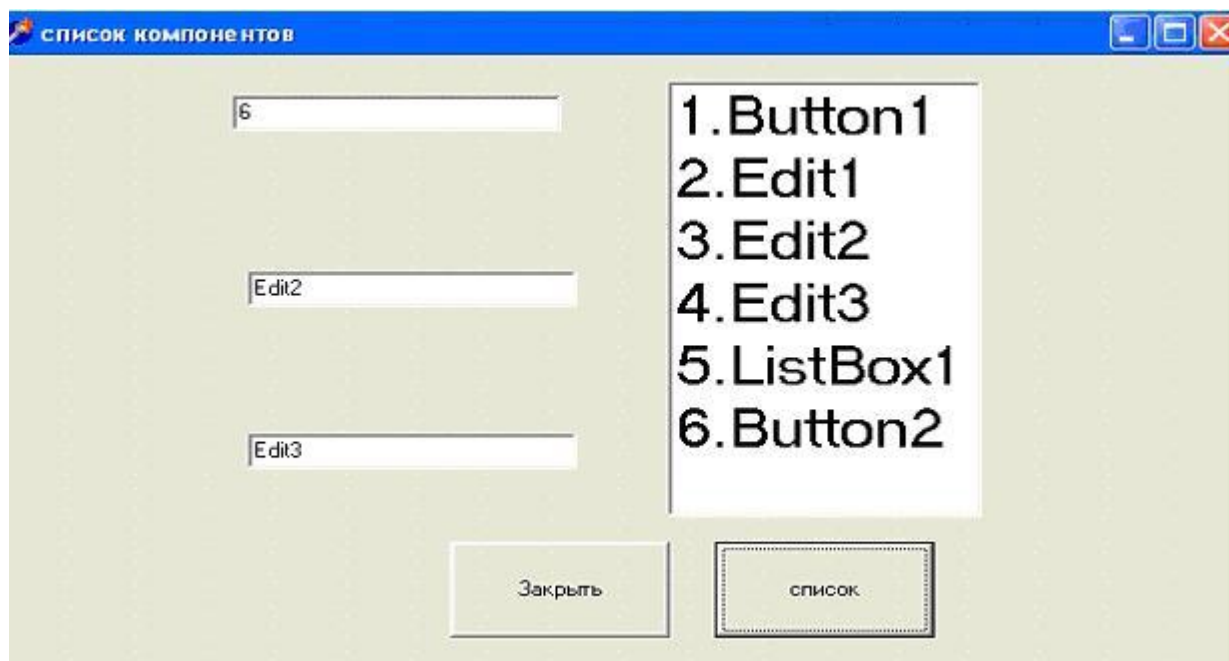 список компонентов
6
Edit2
Edit3
1.Button1
2.Edit1
3.Edit2
4.Edit3
5.ListBox1
6.Button2
Закрыть
список